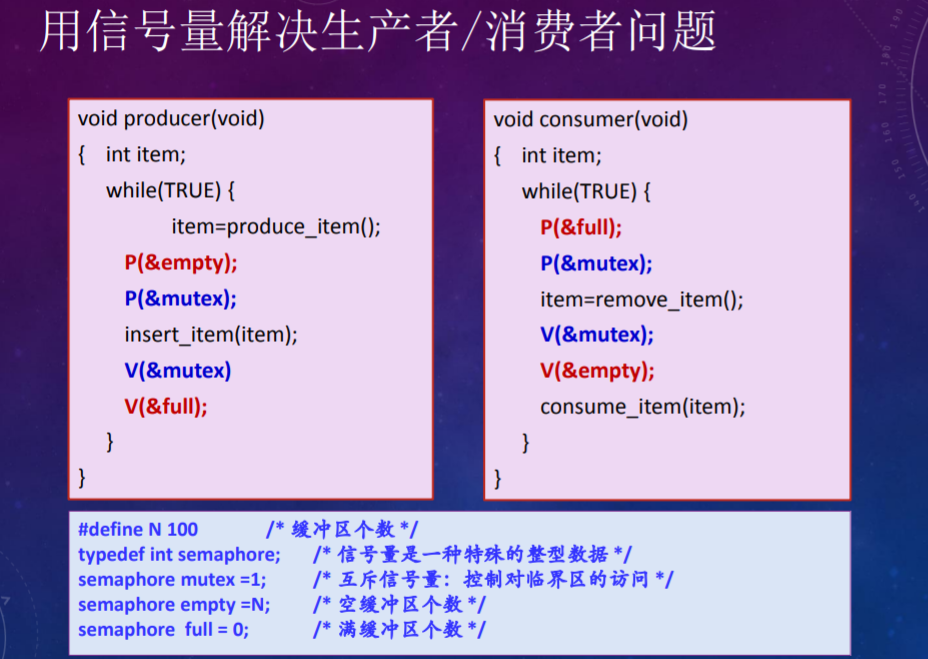 用信号量解决生产者/消费者问题
void producer(void)
{ int item;
while(TRUE) {
item=produce_item();
P(&empty);
P(&mutex);
insert_item(item);
V(&mutex)
V(&full);
}
}
void consumer(void)
{ int item;
while(TRUE) {
P(&full);
P(&mutex);
item=remove_item();
V(&mutex);
V(&empty);
consume_item(item);
}
}
#define N 100 /* 缓冲区个数 */
typedef int semaphore; /* 信号量是一种特殊的整型数据 */
semaphore mutex =1; /* 互斥信号量：控制对临界区的访问 */
semaphore empty =N; /* 空缓冲区个数 */
semaphore full = 0; /* 满缓冲区个数 */